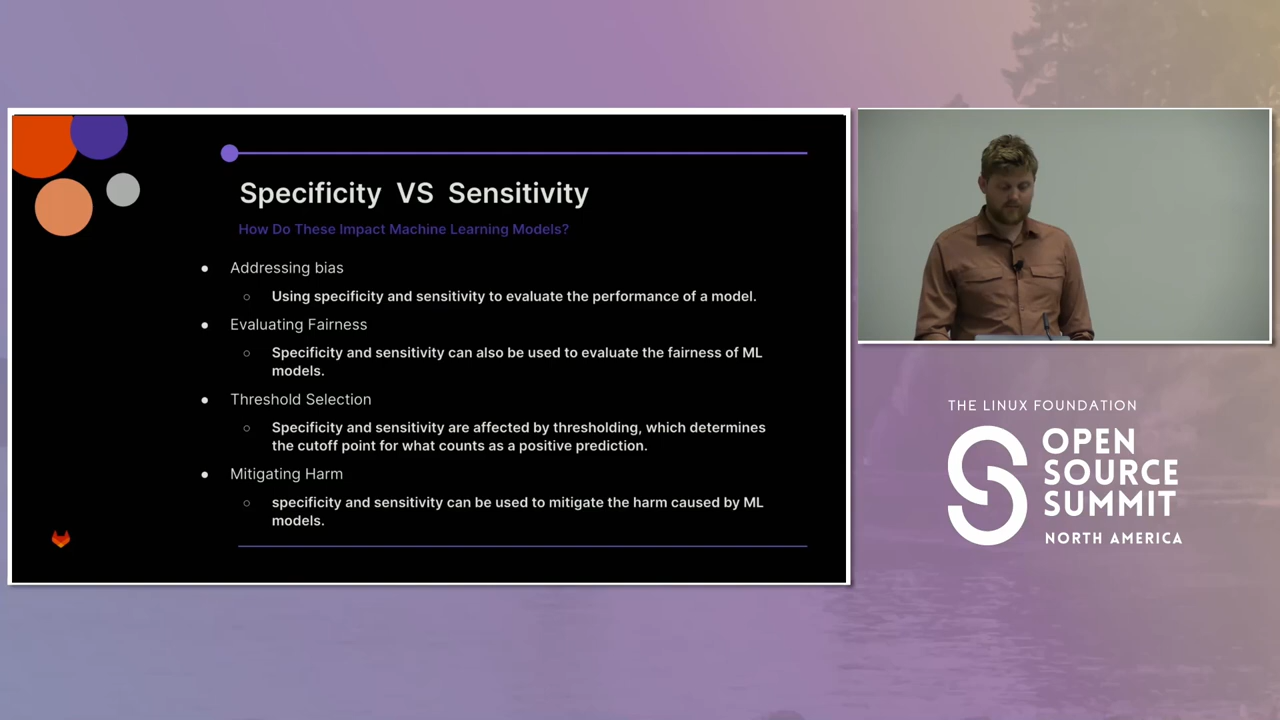 Specificity VS Sensitivity
How Do These Impact Machine Learning Models?
● Addressing bias
○ Using specificity and sensitivity to evaluate the performance of a model.
● Evaluating Fairness
○ Specificity and sensitivity can also be used to evaluate the fairness of ML
models.
● Threshold Selection
○ Specificity and sensitivity are affected by thresholding, which determines
the cutoff point for what counts as a positive prediction.
● Mitigating Harm
○ specificity and sensitivity can be used to mitigate the harm caused by ML
models.
THE LINUX FOUNDATION
OPEN
SOURCE
SUMMIT
NORTH AMERICA